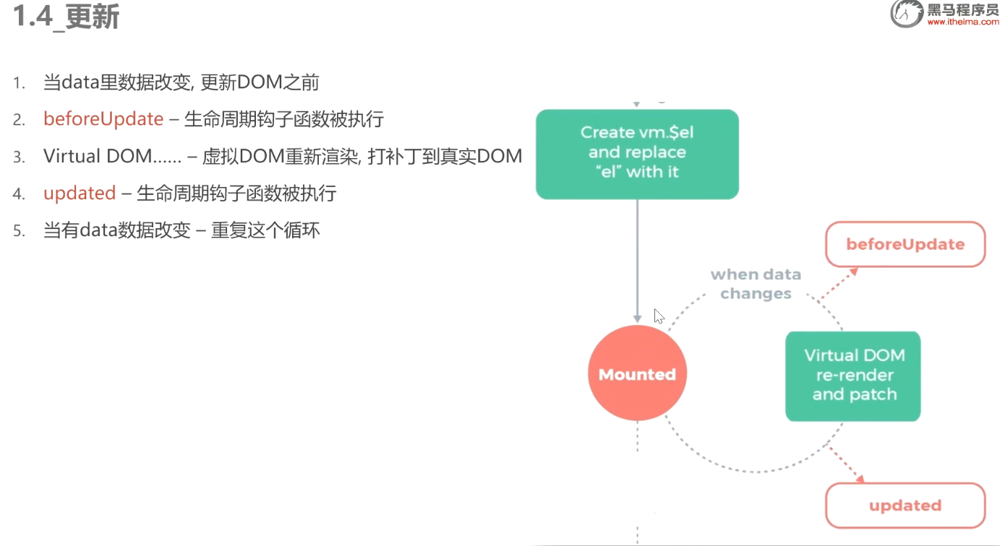 1.4_更新
黑马程序员
www.itheima.com
1. 当data里数据改变, 更新DOM之前
2. beforeUpdate – 生命周期钩子函数被执行
3. Virtual DOM…… – 虚拟DOM重新渲染, 打补丁到真实DOM
4. updated – 生命周期钩子函数被执行
5. 当有data数据改变 – 重复这个循环
Create vm.$el
and replace
“el” with it
beforeUpdate
when data
changes
Mounted
Virtual DOM
re-render
and patch
updated